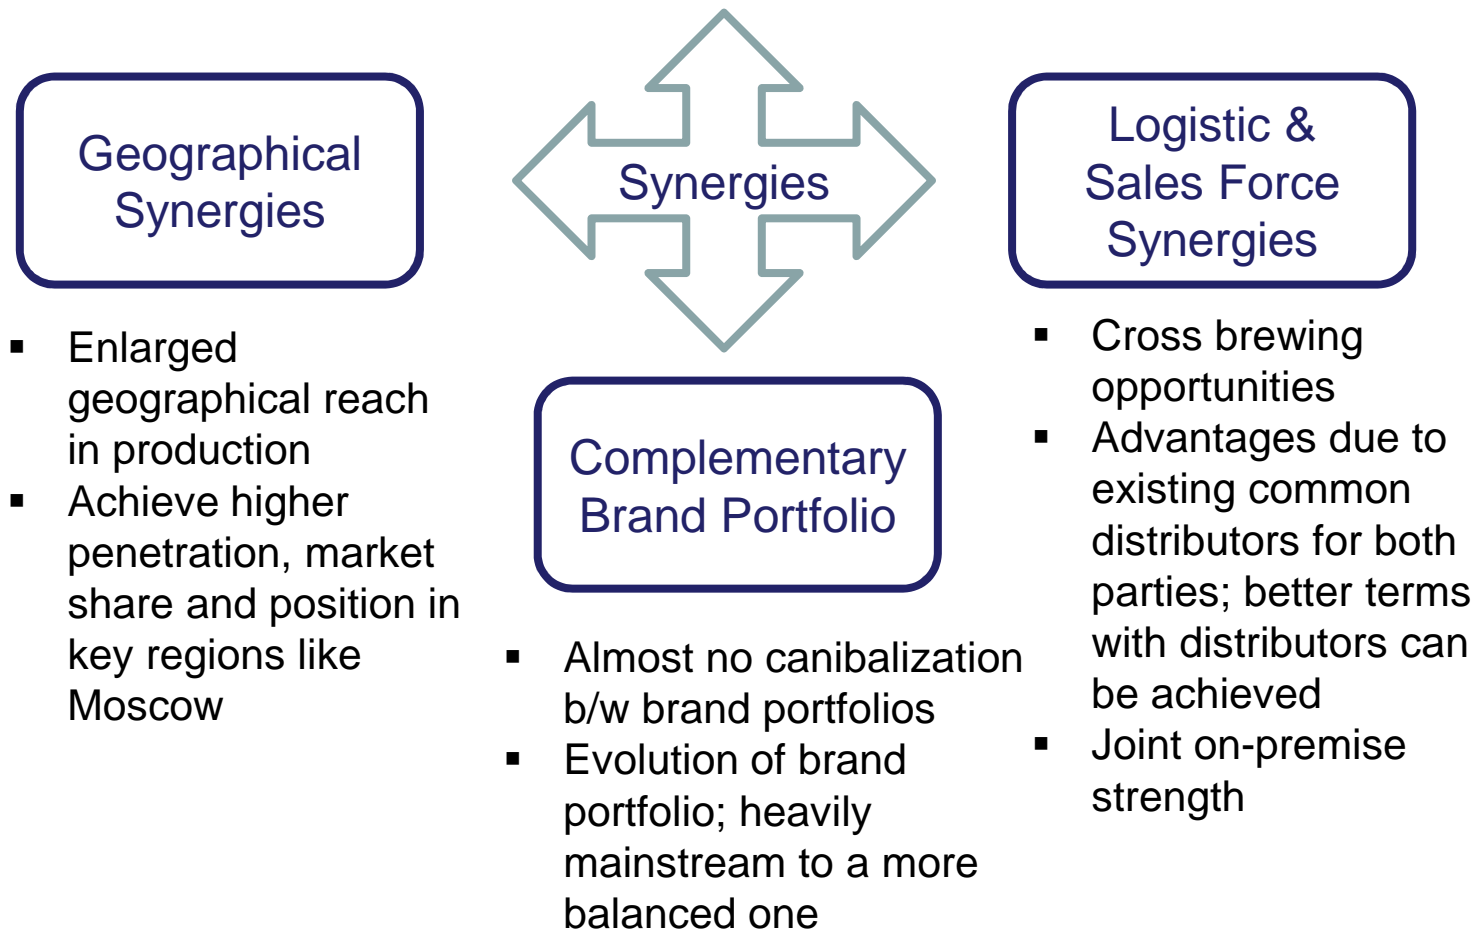 Geographical
Synergies
Synergies
Logistic &
Sales Force
Synergies
▪ Enlarged
geographical reach
in production
▪ Achieve higher
penetration, market
share and position in
key regions like
Moscow
Complementary
Brand Portfolio
▪ Almost no canibalization
b/w brand portfolios
▪ Evolution of brand
portfolio; heavily
mainstream to a more
balanced one
▪ Cross brewing
opportunities
▪ Advantages due to
existing common
distributors for both
parties; better terms
with distributors can
be achieved
▪ Joint on-premise
strength